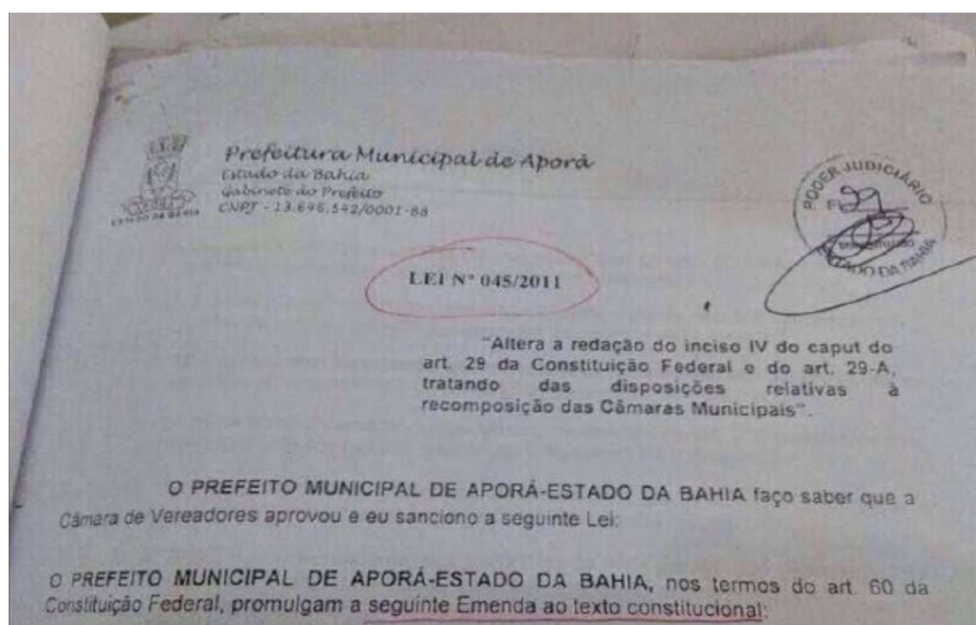 Prefeitura Municipal de Aporá
Estado da Bahia
Gabinete do Prefeito
CNPJ - 13.646.542/0001-88
ESTADO DA BAHIA
PODER JUDICIÁRIO
ESTADO DA BAHIA
LEI N° 045/2011
"Altera a redação do inciso IV do caput do
art. 29 da Constituição Federal e do art. 29-A,
tratando das disposições relativas à
recomposição das Câmaras Municipais".
O PREFEITO MUNICIPAL DE APORÁ-ESTADO DA BAHIA faço saber que a
Câmara de Vereadores aprovou e eu sanciono a seguinte Lei:
O PREFEITO MUNICIPAL DE APORÁ-ESTADO DA BAHIA, nos termos do art. 60 da
Constituição Federal, promulgam a seguinte Emenda ao texto constitucional: